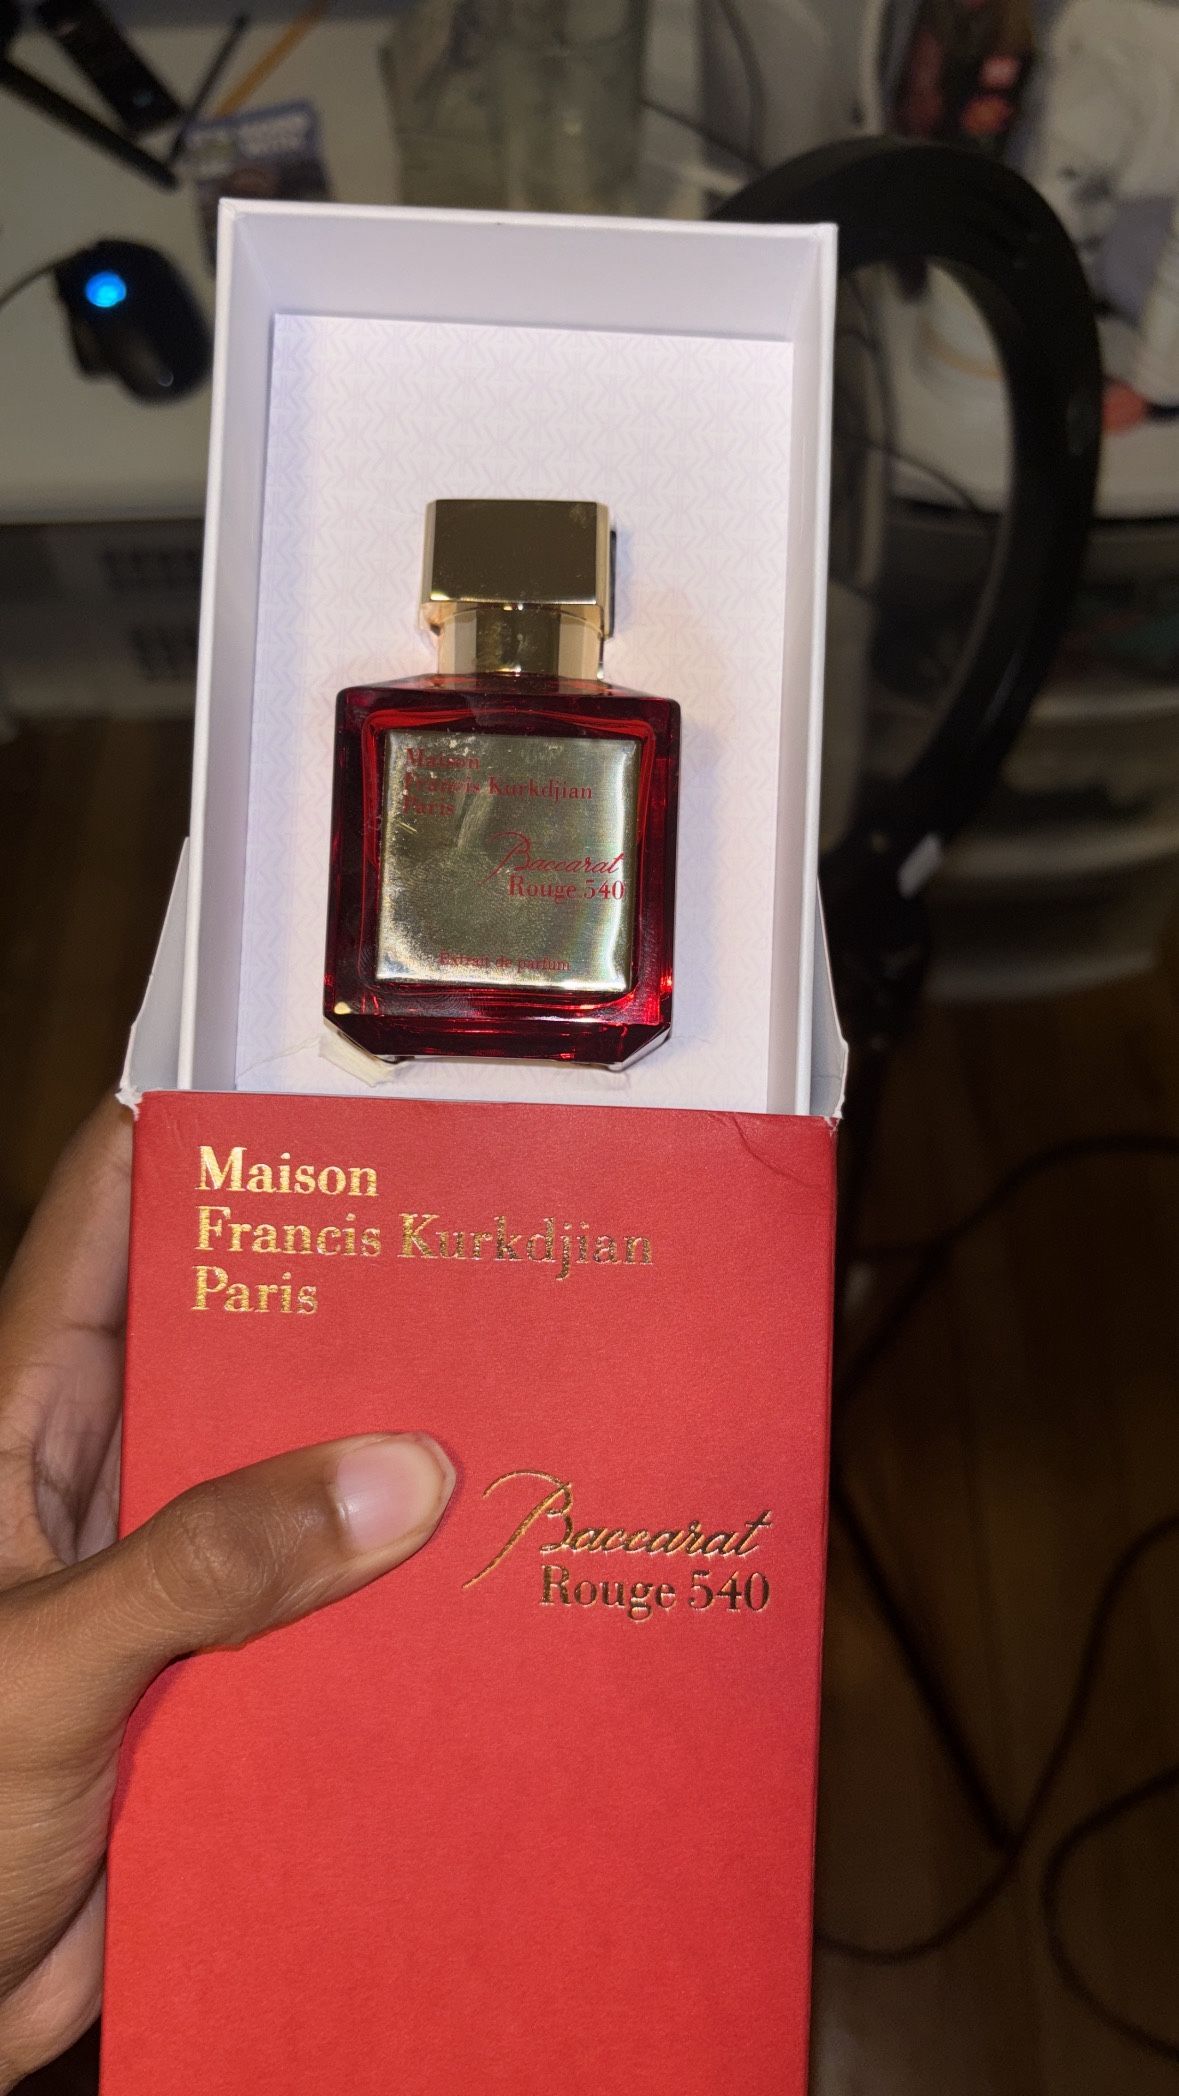 Maison
Francis Kurkdjian
Paris
Baccarat
Rouge 540
Extrait de parfum
Maison
Francis Kurkdjian
Paris
Baccarat
Rouge 540